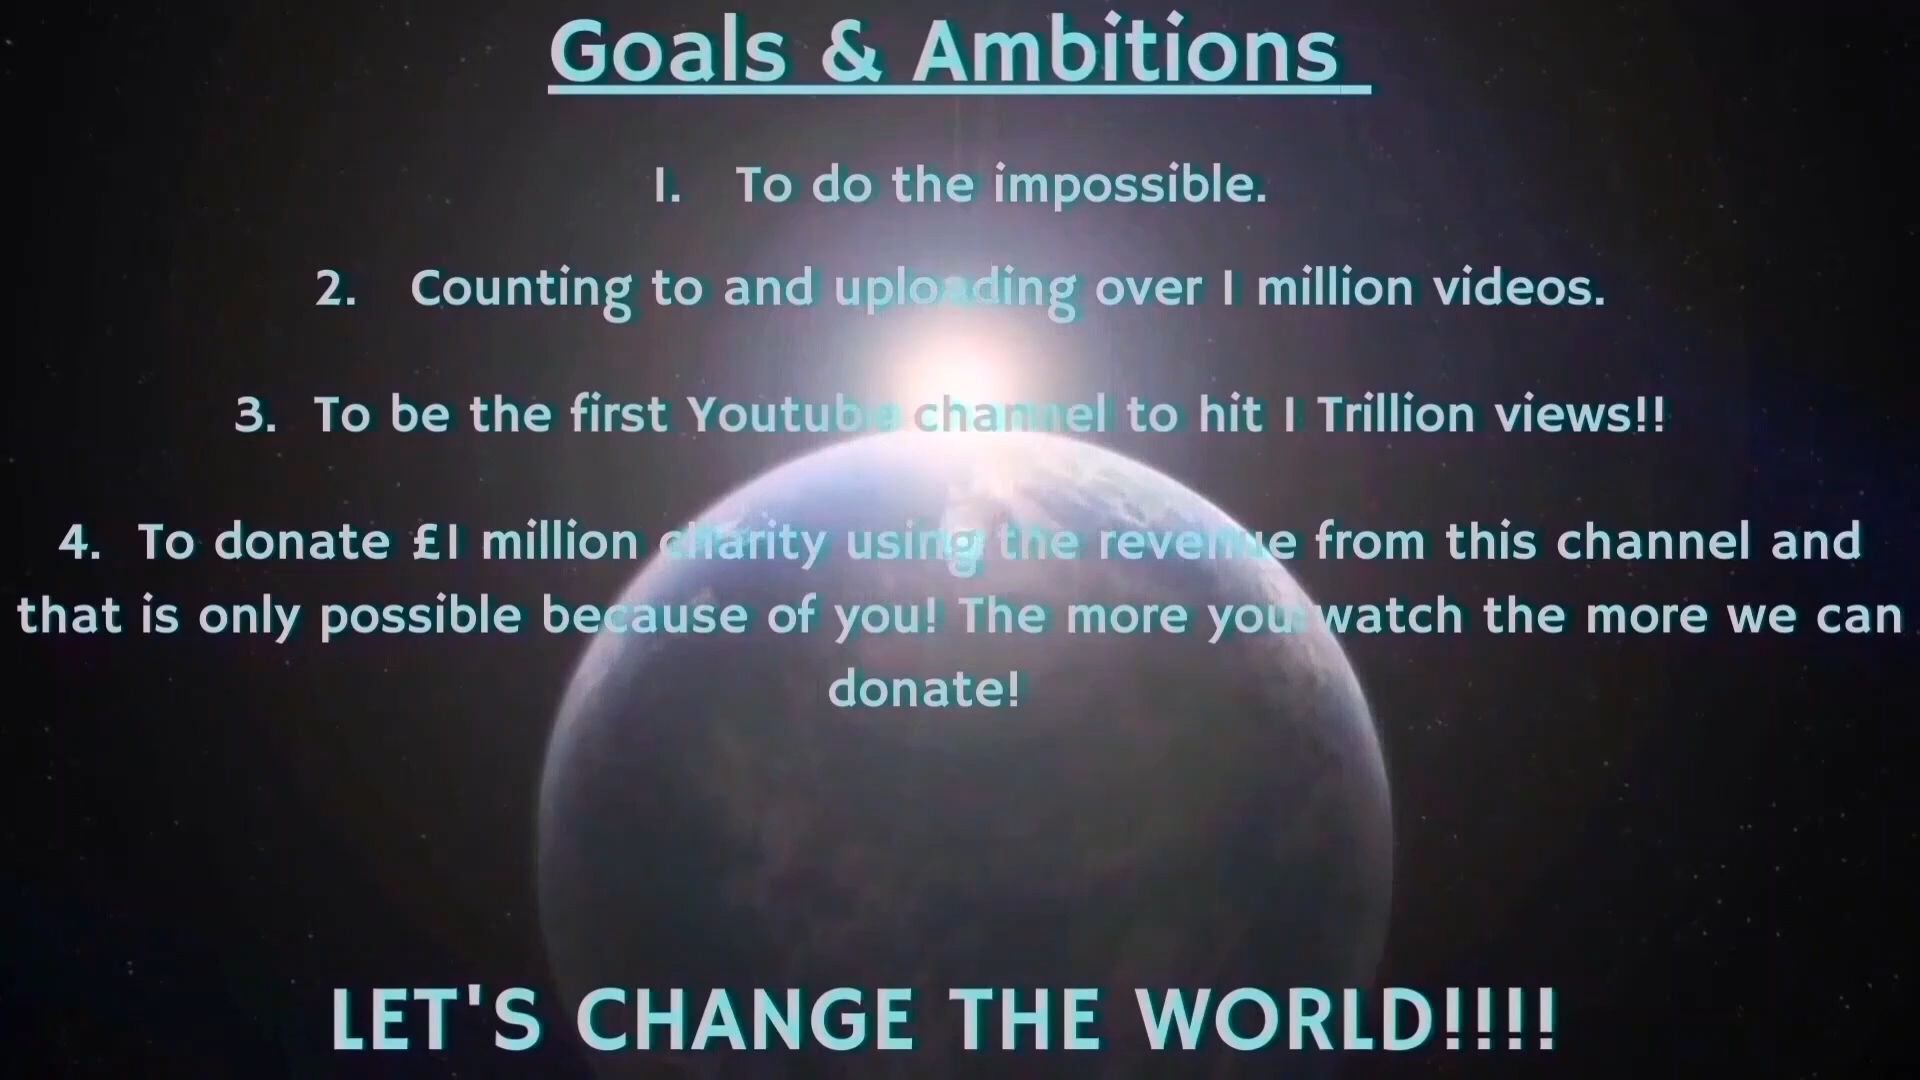 Goals & Ambitions
1. To do the impossible.
2. Counting to and uploading over 1 million videos.
3. To be the first Youtube channel to hit 1 Trillion views!!
4. To donate £1 million charity using the revenue from this channel and
that is only possible because of you! The more you watch the more we can
donate!
LET'S CHANGE THE WORLD!!!!